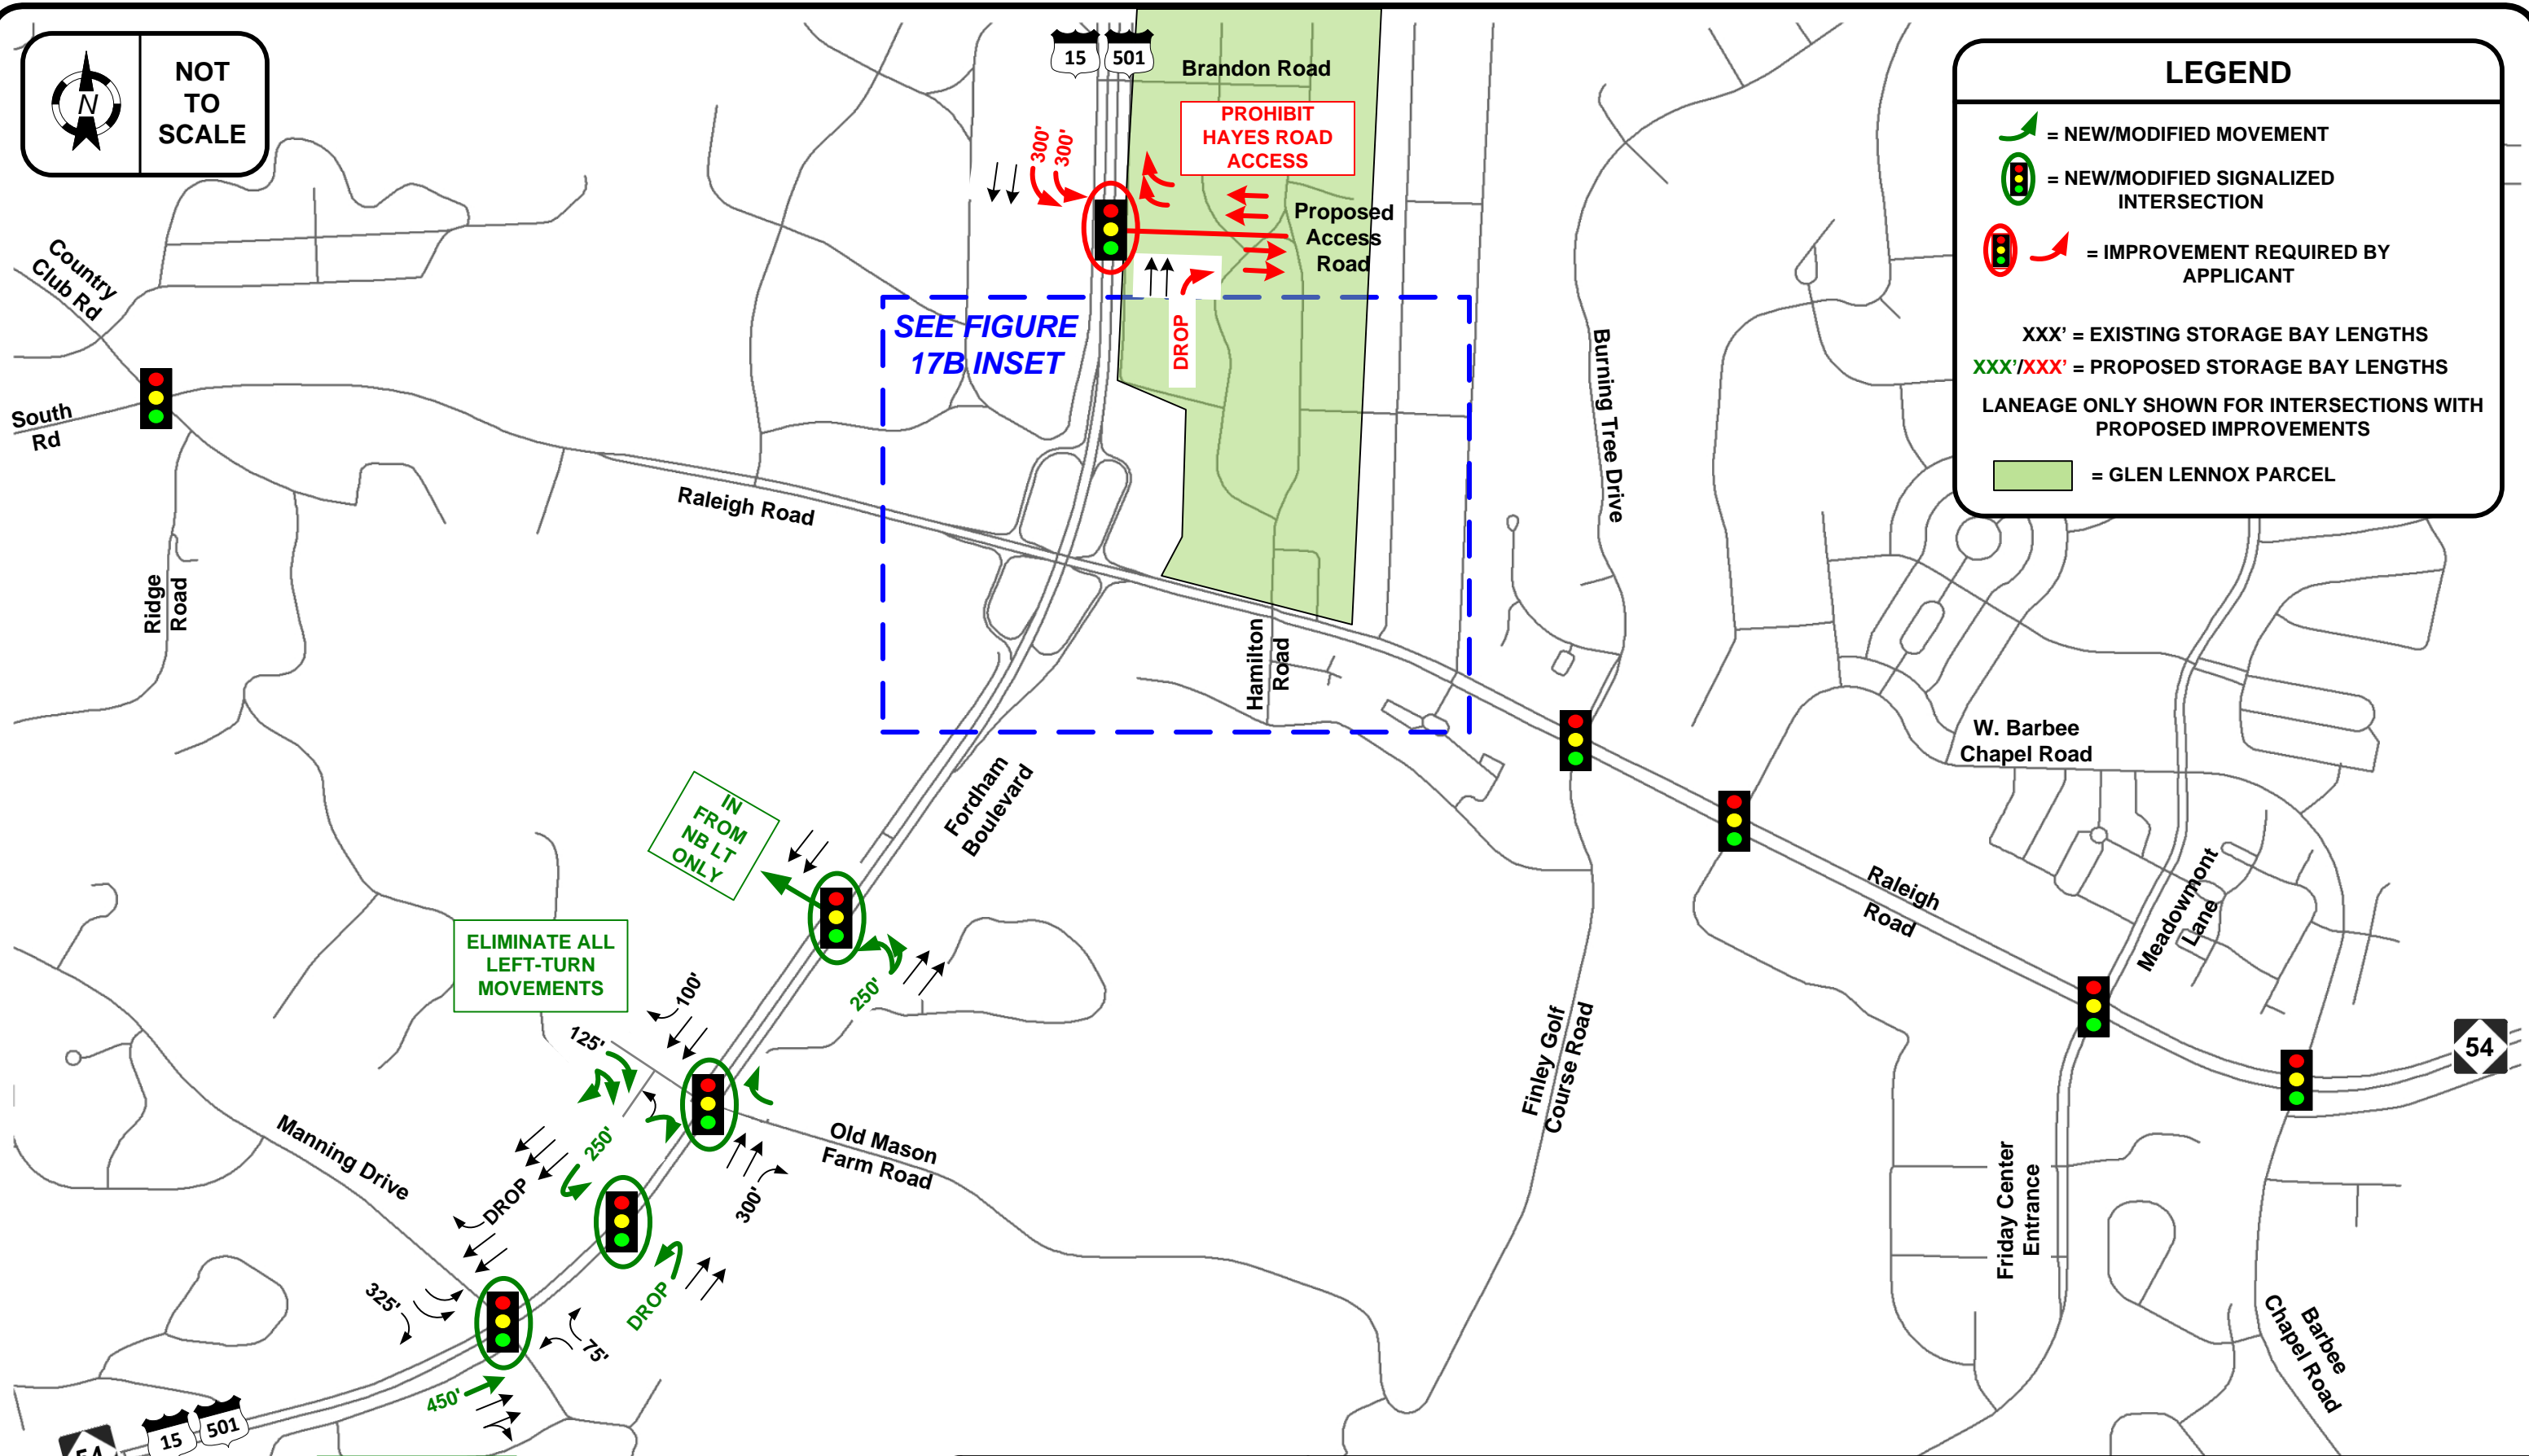 N
NOT
TO
SCALE
15
501
Brandon Road
PROHIBIT
HAYES ROAD
ACCESS
300'
300'
Proposed
Access
Road
DROP
SEE FIGURE
17B INSET
LEGEND
= NEW/MODIFIED MOVEMENT
= NEW/MODIFIED SIGNALIZED
INTERSECTION
= IMPROVEMENT REQUIRED BY
APPLICANT
XXX’ = EXISTING STORAGE BAY LENGTHS
XXX’/XXX’ = PROPOSED STORAGE BAY LENGTHS
LANEAGE ONLY SHOWN FOR INTERSECTIONS WITH
PROPOSED IMPROVEMENTS
= GLEN LENNOX PARCEL
Country
Club Rd
South
Rd
Ridge
Road
Raleigh Road
Burning Tree Drive
Hamilton
Road
Fordham
Boulevard
W. Barbee
Chapel Road
IN
FROM
NB LT
ONLY
ELIMINATE ALL
LEFT-TURN
MOVEMENTS
250'
100'
125'
250'
DROP
300'
Old Mason
Farm Road
Manning Drive
DROP
325'
75'
450'
Raleigh
Road
Meadowmont
Lane
Finley Golf
Course Road
Friday Center
Entrance
Barbee
Chapel Road
54
54
15
501